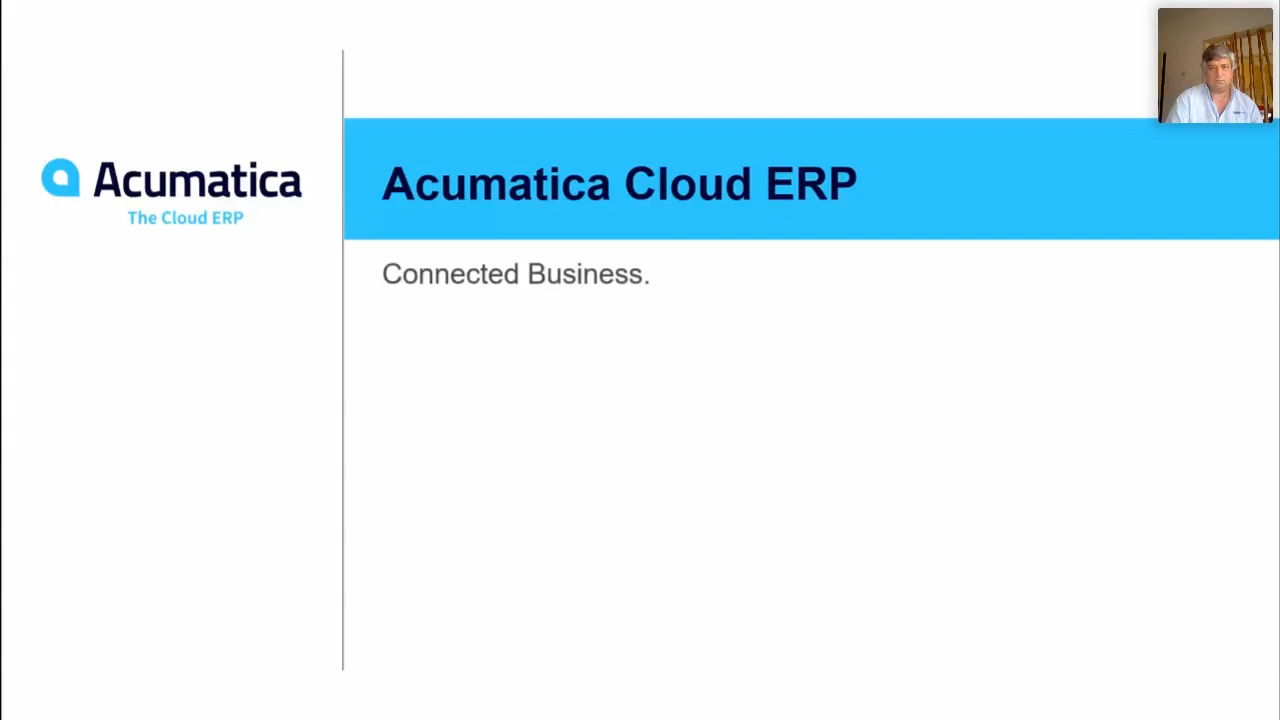 Acumatica
The Cloud ERP
Acumatica Cloud ERP
Connected Business.